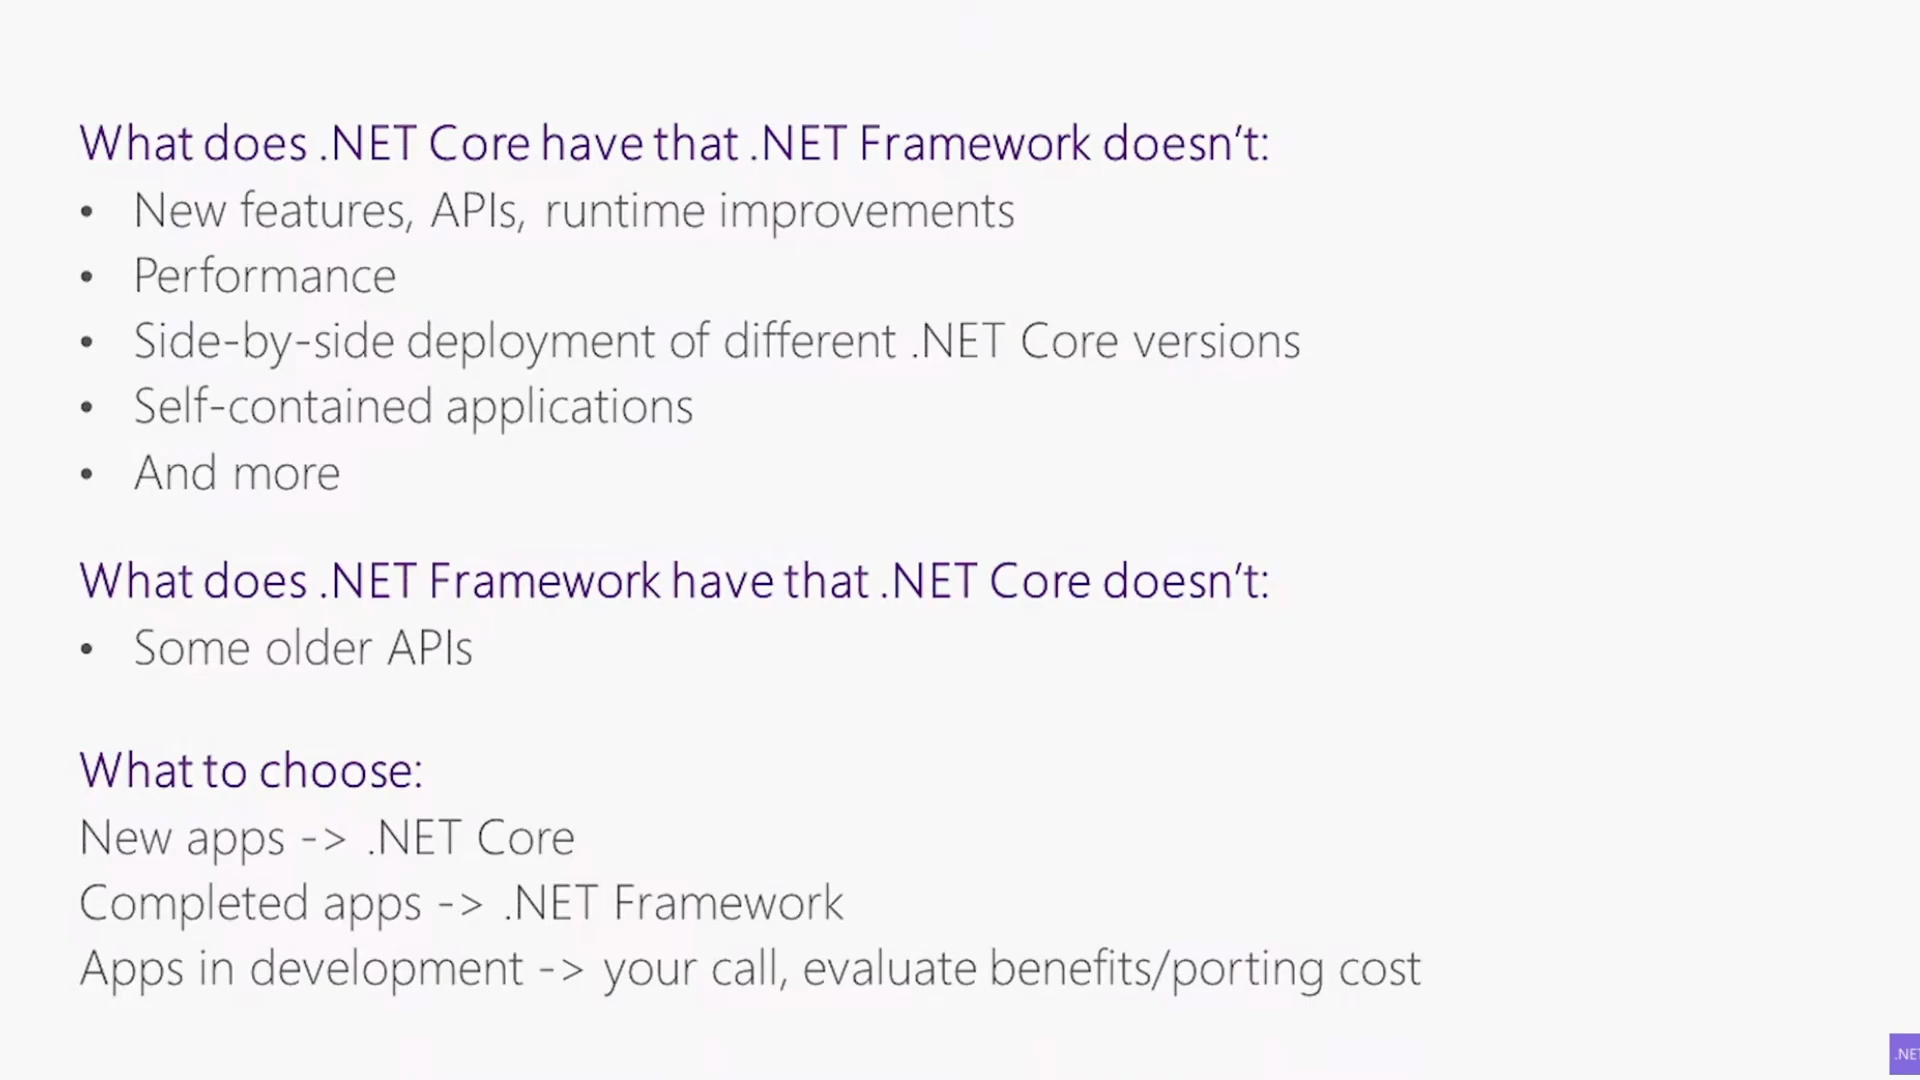 What does .NET Core have that .NET Framework doesn't:
• New features, APIs, runtime improvements
• Performance
• Side-by-side deployment of different .NET Core versions
• Self-contained applications
• And more
What does .NET Framework have that .NET Core doesn't:
• Some older APIs
What to choose:
New apps -> .NET Core
Completed apps -> .NET Framework
Apps in development -> your call, evaluate benefits/porting cost
.NET